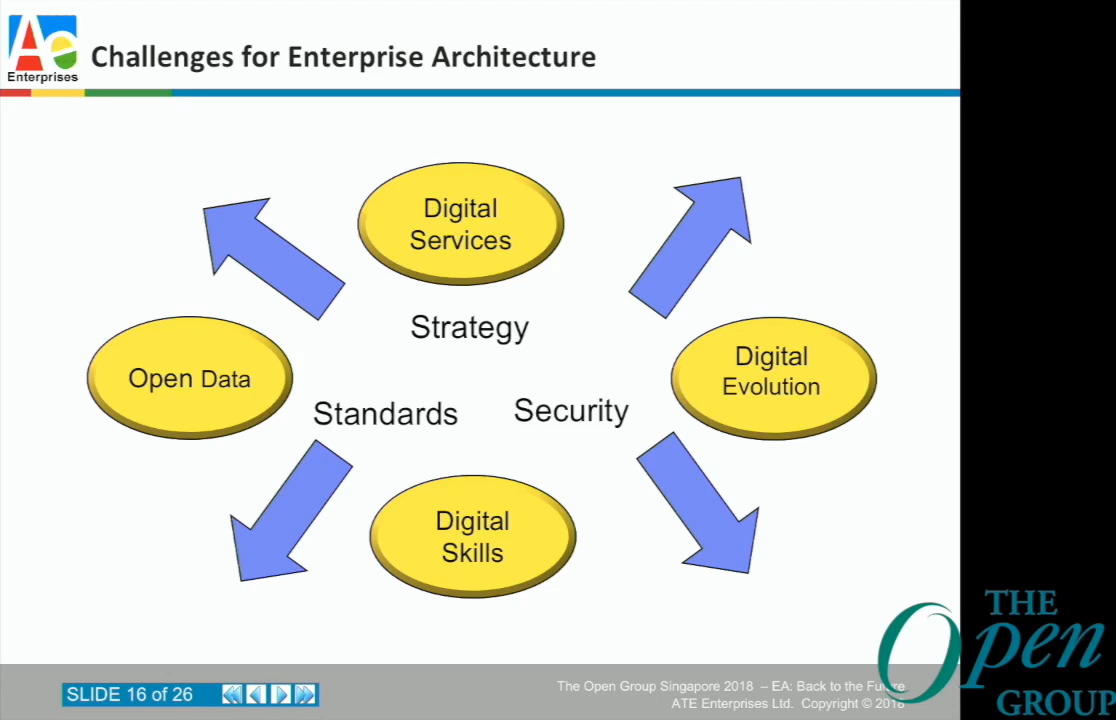 Ae
Enterprises
Challenges for Enterprise Architecture
Digital
Services
Strategy
Open Data
Digital
Evolution
Standards
Security
Digital
Skills
SLIDE 16 of 26
The Open Group Singapore 2018 – EA: Back to the Future
ATE Enterprises Ltd. Copyright © 2018
THE
Open
GROUP